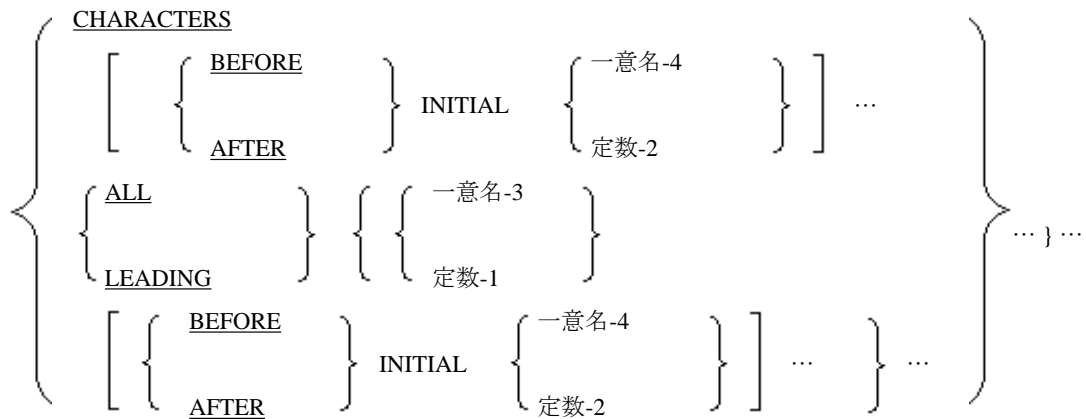 CHARACTERS
BEFORE 一意名-4
INITIAL …
AFTER 定数-2
ALL 一意名-3
… } …
LEADING 定数-1
BEFORE 一意名-4
INITIAL … …
AFTER 定数-2